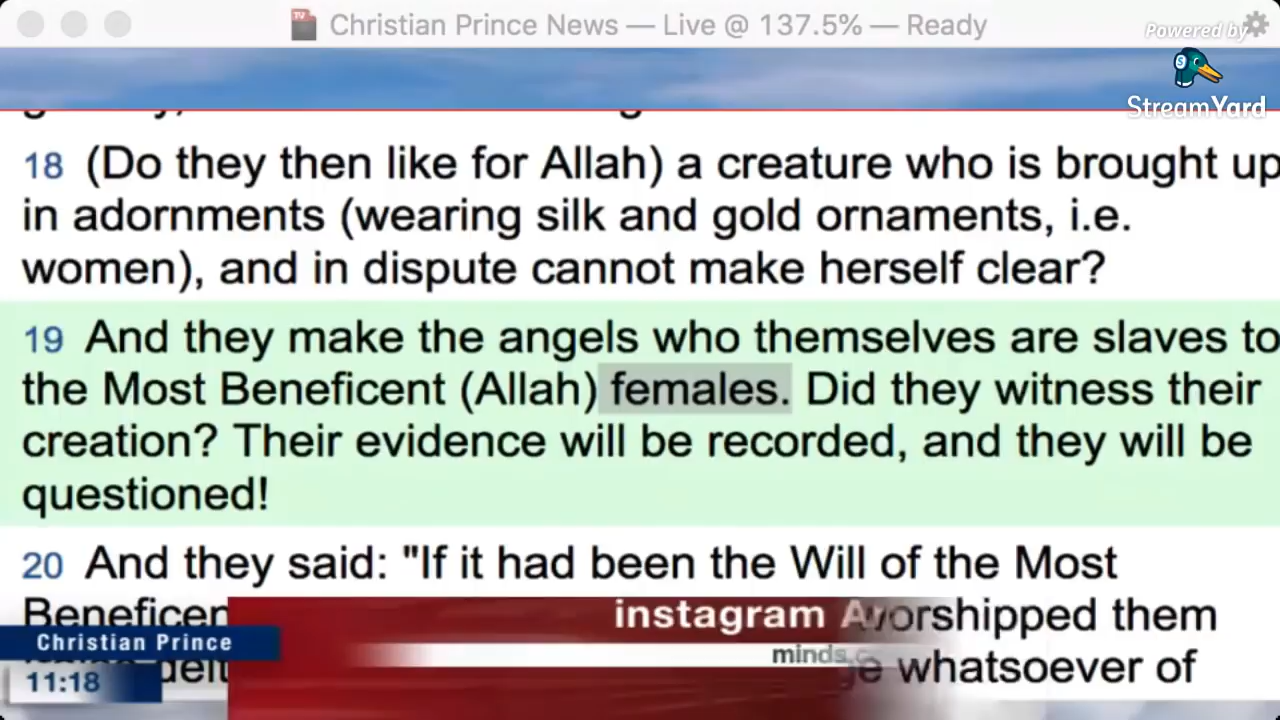 Christian Prince News — Live @ 137.5% — Ready
Powered by
StreamYard
18 (Do they then like for Allah) a creature who is brought up
in adornments (wearing silk and gold ornaments, i.e.
women), and in dispute cannot make herself clear?
19 And they make the angels who themselves are slaves to
the Most Beneficent (Allah) females. Did they witness their
creation? Their evidence will be recorded, and they will be
questioned!
20 And they said: "If it had been the Will of the Most
worshipped them
whatsoever of
instagram
Christian Prince
11:18